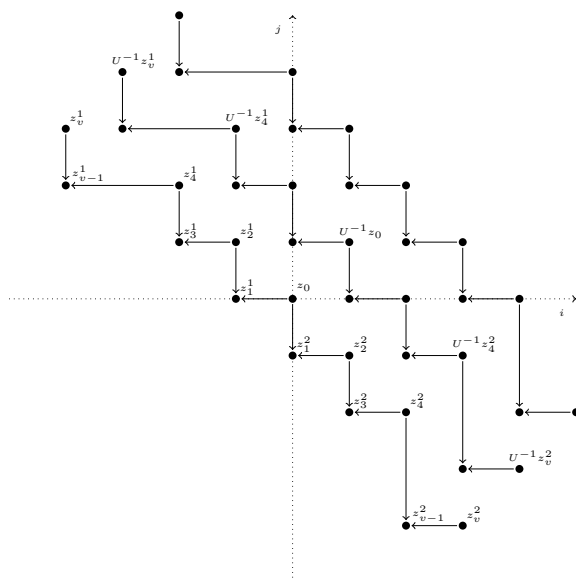 j
U^{-1}z_v^1
z_v^1
U^{-1}z_4^1
z_{v-1}^1
z_4^1
z_3^1
z_2^1
U^{-1}z_0
z_1^1
z_0
i
z_1^2
z_2^2
U^{-1}z_4^2
z_3^2
z_4^2
U^{-1}z_v^2
z_{v-1}^2
z_v^2